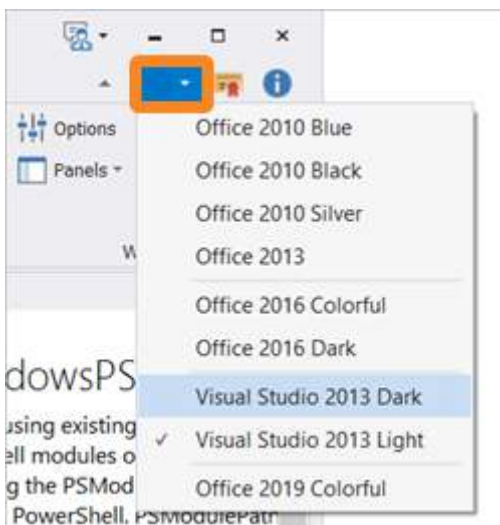 Options
Panels
W
Office 2010 Blue
Office 2010 Black
Office 2010 Silver
Office 2013
Office 2016 Colorful
Office 2016 Dark
Visual Studio 2013 Dark
Visual Studio 2013 Light
Office 2019 Colorful
dowsPS
using existing
ell modules o
g the PSMod
PowerShell. PSModulePath